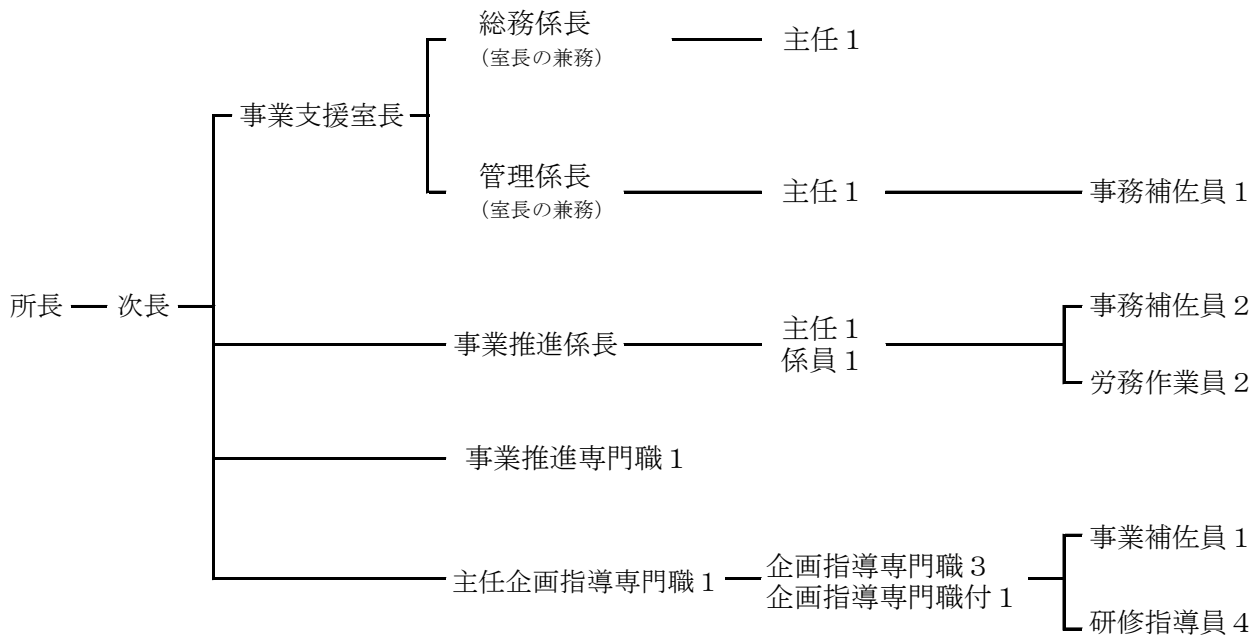 総務係長
(室長の兼務)
主任１
事業支援室長
管理係長
(室長の兼務)
主任１
事務補佐員１
所長
次長
事業推進係長
主任１
係員１
事務補佐員２
労務作業員２
事業推進専門職１
主任企画指導専門職１
企画指導専門職３
企画指導専門職付１
事業補佐員１
研修指導員４